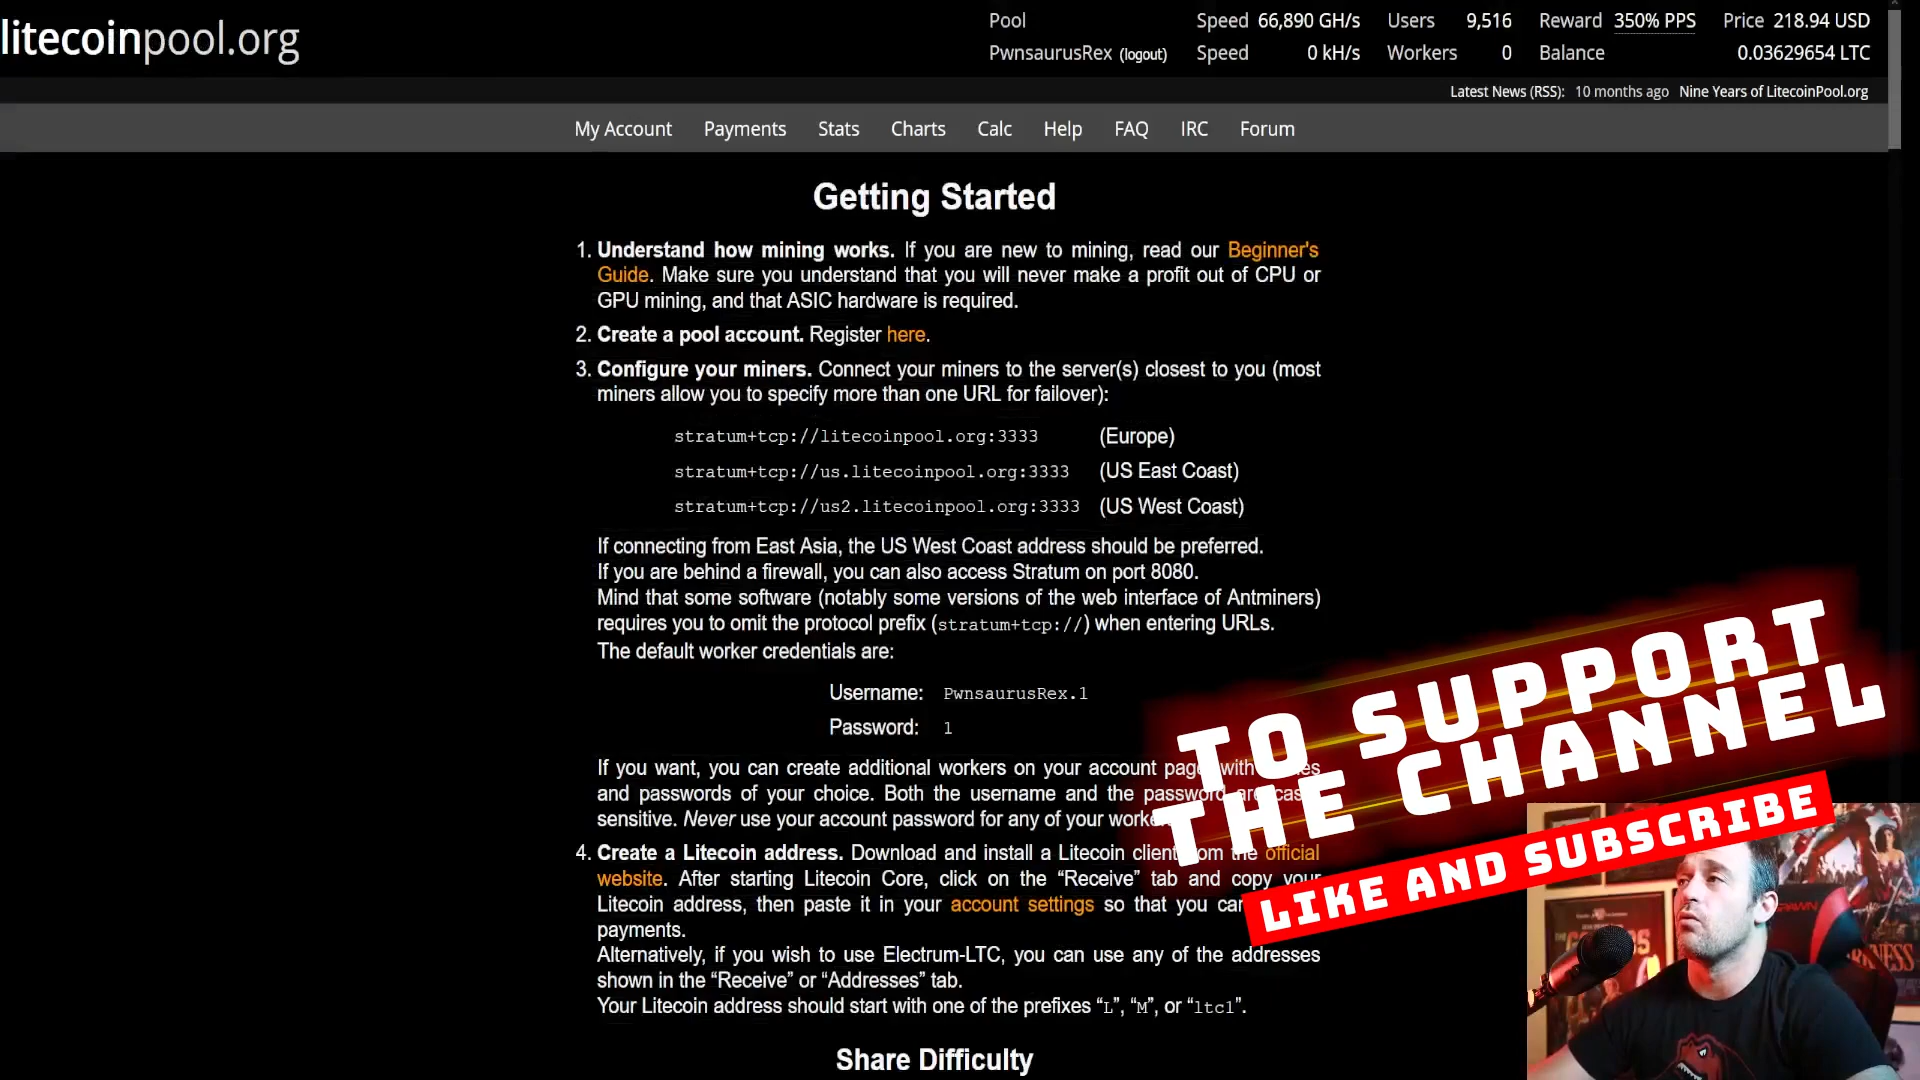 litecoinpool.org
Pool Speed 66,890 GH/s Users 9,516 Reward 350% PPS Price 218.94 USD
PwnsaurusRex (logout) Speed 0 kH/s Workers 0 Balance 0.03629654 LTC
Latest News (RSS): 10 months ago Nine Years of LitecoinPool.org
My Account Payments Stats Charts Calc Help FAQ IRC Forum
Getting Started
1. Understand how mining works. If you are new to mining, read our Beginner's
Guide. Make sure you understand that you will never make a profit out of CPU or
GPU mining, and that ASIC hardware is required.
2. Create a pool account. Register here.
3. Configure your miners. Connect your miners to the server(s) closest to you (most
miners allow you to specify more than one URL for failover):
stratum+tcp://litecoinpool.org:3333 (Europe)
stratum+tcp://us.litecoinpool.org:3333 (US East Coast)
stratum+tcp://us2.litecoinpool.org:3333 (US West Coast)
If connecting from East Asia, the US West Coast address should be preferred.
If you are behind a firewall, you can also access Stratum on port 8080.
Mind that some software (notably some versions of the web interface of Antminers)
requires you to omit the protocol prefix (stratum+tcp://) when entering URLs.
The default worker credentials are:
Username: PwnsaurusRex.1
Password: 1
If you want, you can create additional workers on your account page with
and passwords of your choice. Both the username and the password are
sensitive. Never use your account password for any of your
4. Create a Litecoin address. Download and install a Litecoin client from the official
website. After starting Litecoin Core, click on the “Receive” tab and copy your
Litecoin address, then paste it in your account settings so that you can
payments.
Alternatively, if you wish to use Electrum-LTC, you can use any of the addresses
shown in the “Receive” or “Addresses” tab.
Your Litecoin address should start with one of the prefixes “L”, “M”, or “ltc1”.
Share Difficulty
TO SUPPORT
THE CHANNEL
LIKE AND SUBSCRIBE